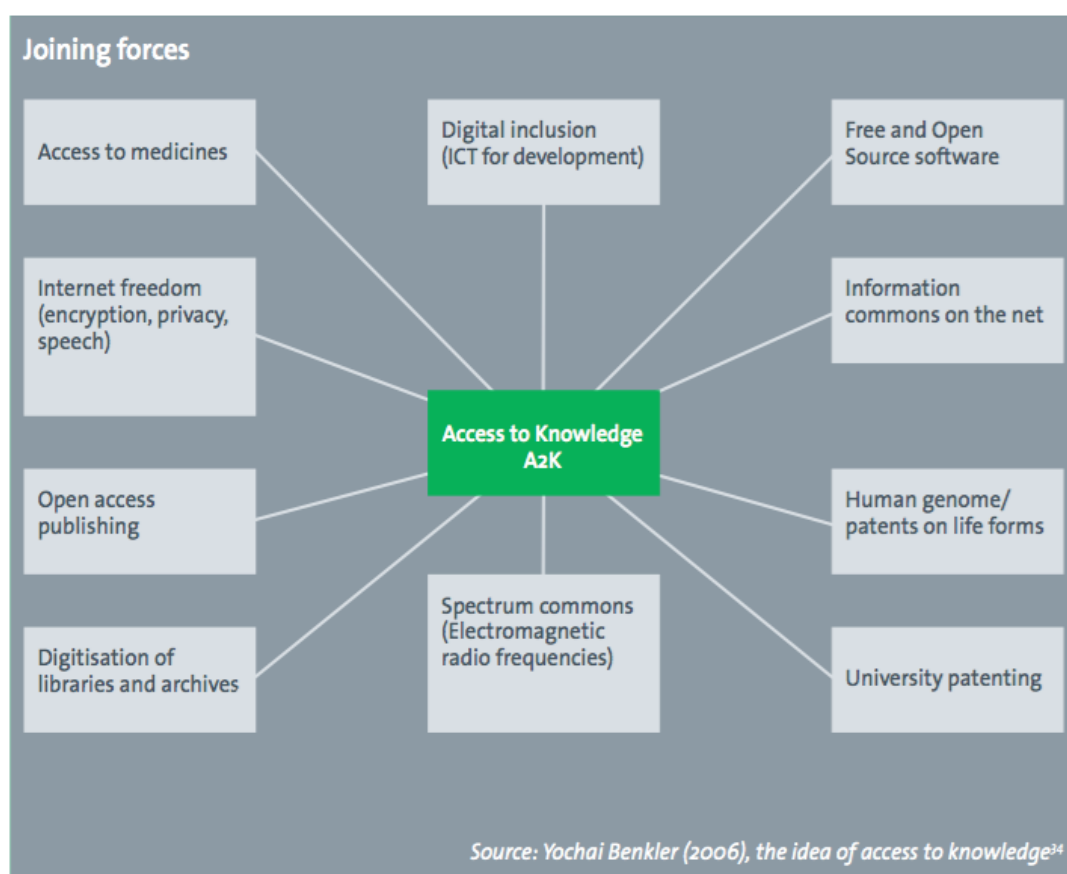 Joining forces
Access to medicines
Digital inclusion
(ICT for development)
Free and Open
Source software
Internet freedom
(encryption, privacy,
speech)
Information
commons on the net
Access to Knowledge
A2K
Open access
publishing
Human genome/
patents on life forms
Spectrum commons
(Electromagnetic
radio frequencies)
Digitisation of
libraries and archives
University patenting
Source: Yochai Benkler (2006), the idea of access to knowledge³⁴